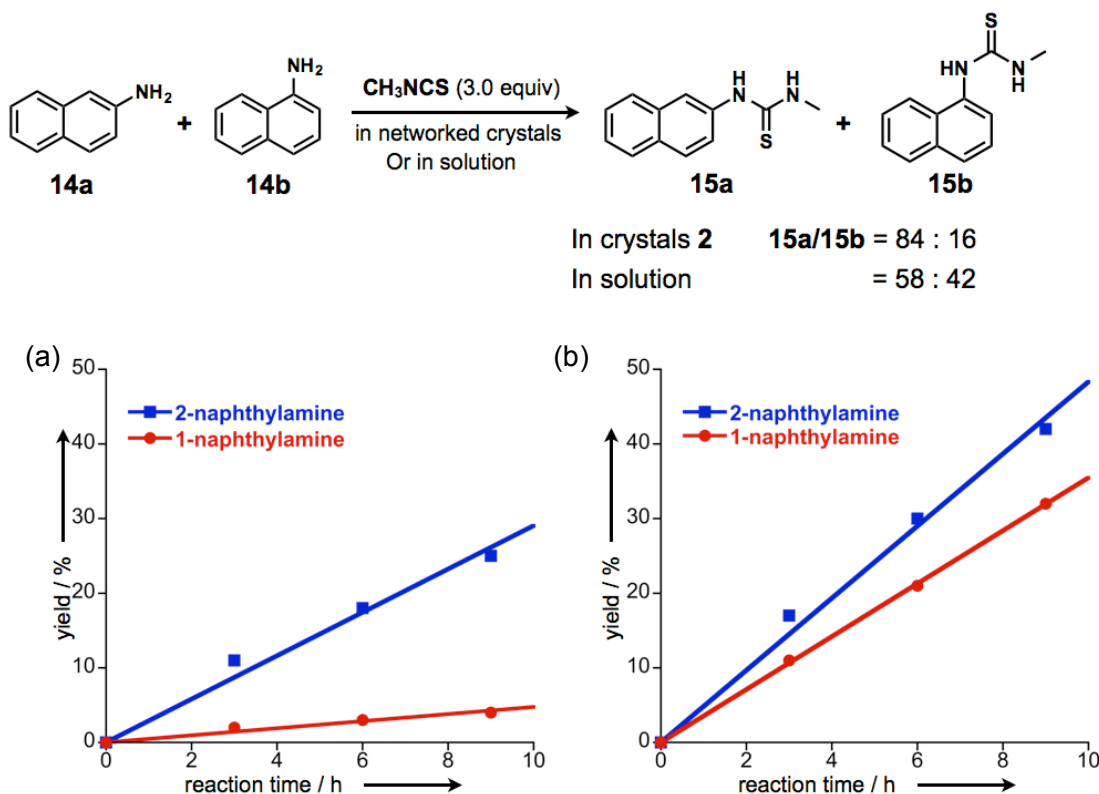 NH2
NH2
+
CH3NCS (3.0 equiv)
in networked crystals
Or in solution
H
N
H
N
S
+
S
HN
N
H
14a
14b
15a
15b
In crystals 2 15a/15b = 84 : 16
In solution = 58 : 42
(a)
50
40
30
20
10
0
yield / %
2-naphthylamine
1-naphthylamine
0 2 4 6 8 10
reaction time / h
(b)
50
40
30
20
10
0
yield / %
2-naphthylamine
1-naphthylamine
0 2 4 6 8 10
reaction time / h